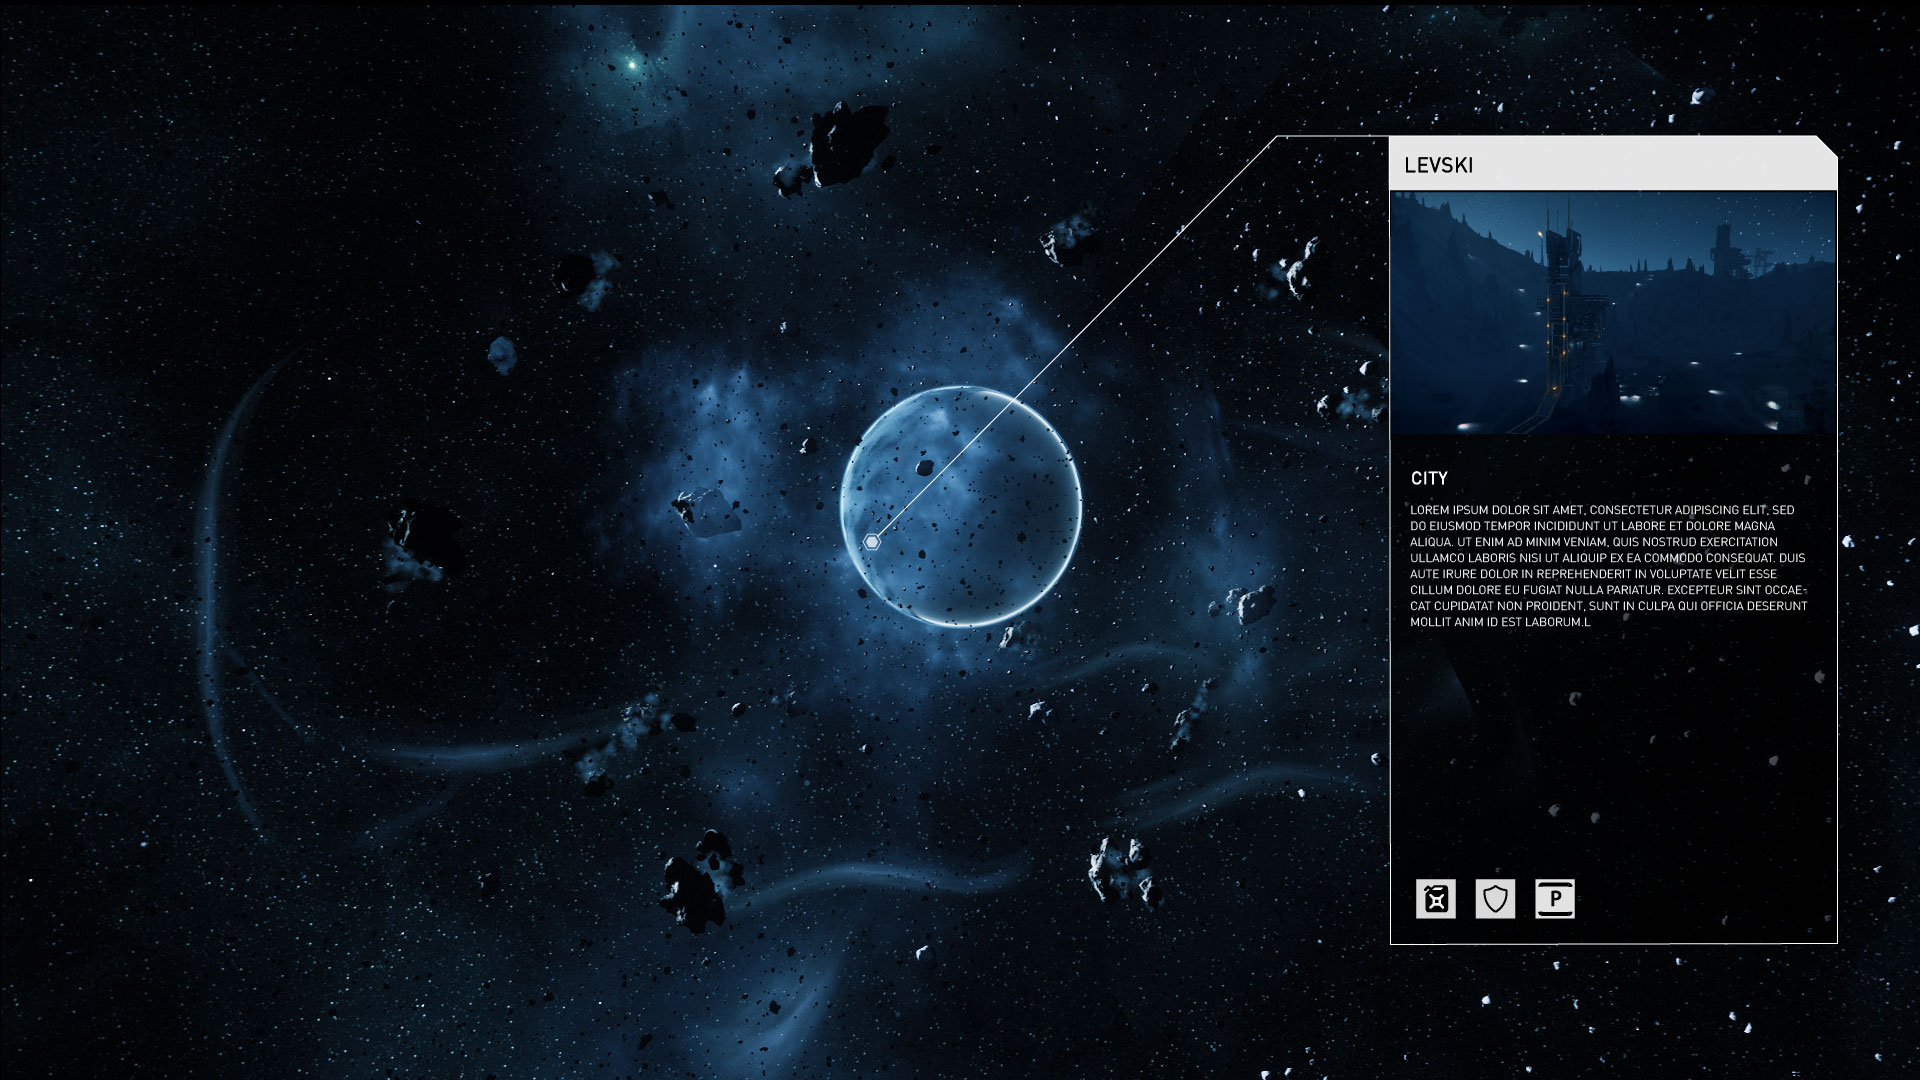 LEVSKI
CITY
LOREM IPSUM DOLOR SIT AMET, CONSECTETUR ADIPISCING ELIT, SED
DO EIUSMOD TEMPOR INCIDIDUNT UT LABORE ET DOLORE MAGNA
ALIQUA. UT ENIM AD MINIM VENIAM, QUIS NOSTRUD EXERCITATION
ULLAMCO LABORIS NISI UT ALIQUIP EX EA COMMODO CONSEQUAT. DUIS
AUTE IRURE DOLOR IN REPREHENDERIT IN VOLUPTATE VELIT ESSE
CILLUM DOLORE EU FUGIAT NULLA PARIATUR. EXCEPTEUR SINT OCCAE-
CAT CUPIDATAT NON PROIDENT, SUNT IN CULPA QUI OFFICIA DESERUNT
MOLLIT ANIM ID EST LABORUM.L
P